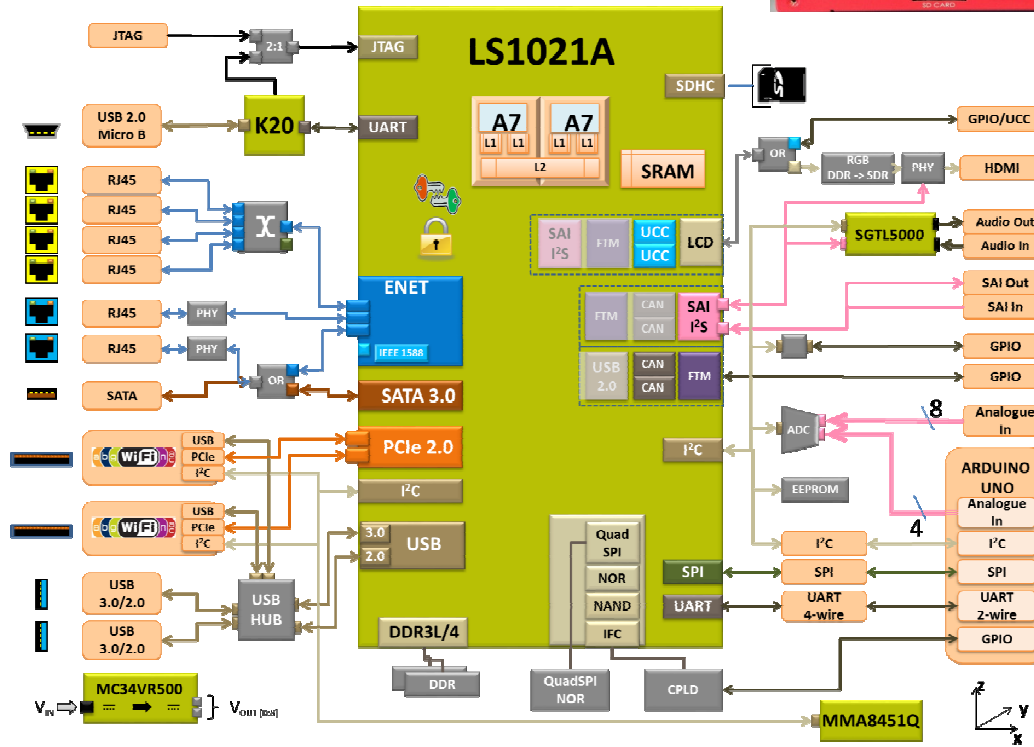 SD CARD
JTAG
2:1
JTAG
LS1021A
SDHC
USB 2.0
Micro B
K20
UART
A7
A7
L1
L1
L1
L1
L2
SRAM
GPIO/UCC
OR
RGB
DDR -> SDR
PHY
HDMI
RJ45
RJ45
RJ45
RJ45
SAI
I²S
FTM
UCC
UCC
LCD
SGTL5000
Audio Out
Audio In
ENET
IEEE 1588
FTM
CAN
CAN
SAI
I²S
SAI Out
SAI In
RJ45
PHY
RJ45
PHY
OR
USB
2.0
CAN
CAN
FTM
GPIO
GPIO
SATA
SATA 3.0
8
ADC
Analogue
In
WiFi
USB
PCIe
I²C
PCIe 2.0
I²C
I²C
EEPROM
ARDUINO
UNO
Analogue
In
4
WiFi
USB
PCIe
I²C
3.0
2.0
USB
Quad
SPI
NOR
NAND
IFC
I²C
I²C
SPI
SPI
SPI
UART
UART
4-wire
UART
2-wire
GPIO
USB
3.0/2.0
USB
3.0/2.0
USB
HUB
DDR3L/4
DDR
QuadSPI
NOR
CPLD
MC34VR500
VIN
VOUT
MMA8451Q
z
y
x